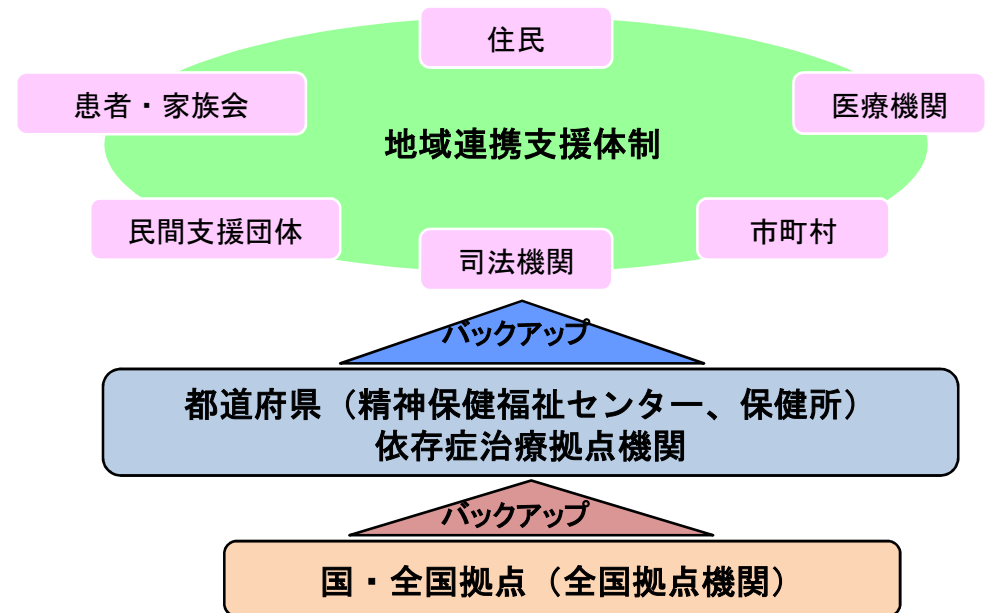 住民
患者・家族会
医療機関
地域連携支援体制
民間支援団体
市町村
司法機関
バックアップ
都道府県（精神保健福祉センター、保健所）
依存症治療拠点機関
バックアップ
国・全国拠点（全国拠点機関）